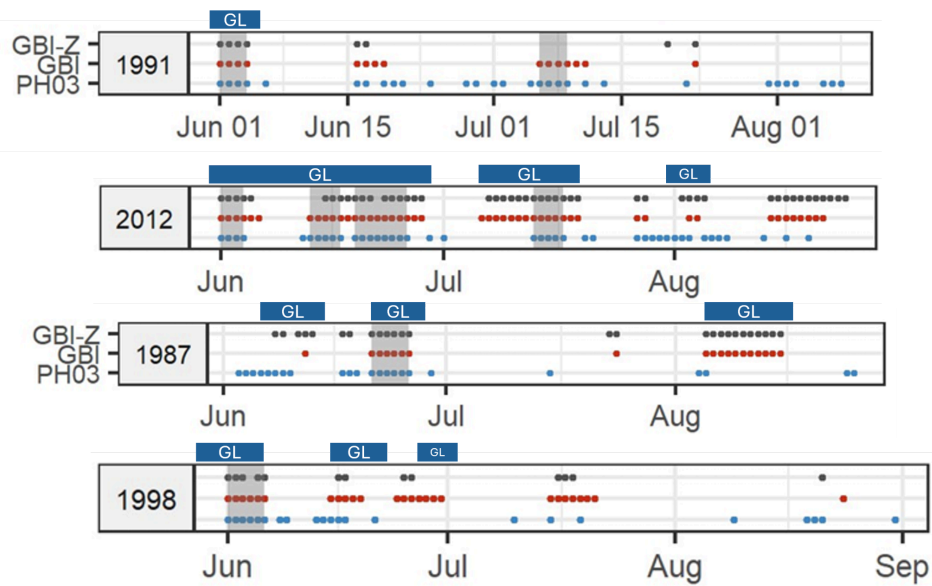 GL
GBI-Z
GBI
PH03
1991
Jun 01 Jun 15 Jul 01 Jul 15 Aug 01
GL GL GL
2012
Jun Jul Aug
GL GL GL
GBI-Z
GBI
PH03
1987
Jun Jul Aug
GL GL GL
1998
Jun Jul Aug Sep